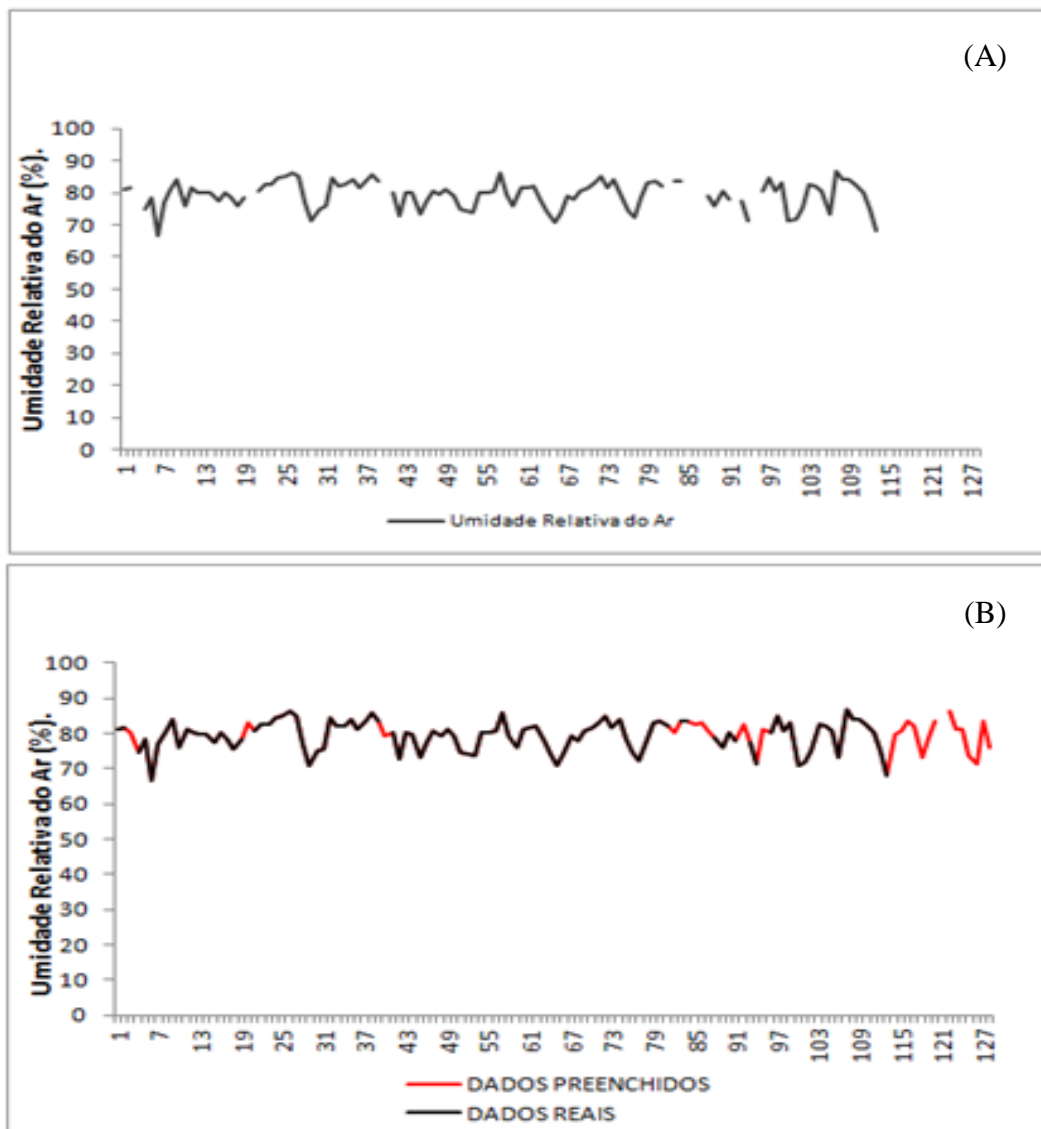 (A)
Umidade Relativa do Ar (%).
100
90
80
70
60
50
40
30
20
10
0
1 7 13 19 25 31 37 43 49 55 61 67 73 79 85 91 97 103 109 115 121 127
Umidade Relativa do Ar
(B)
Umidade Relativa do Ar (%).
100
90
80
70
60
50
40
30
20
10
0
1 7 13 19 25 31 37 43 49 55 61 67 73 79 85 91 97 103 109 115 121 127
DADOS PREENCHIDOS
DADOS REAIS